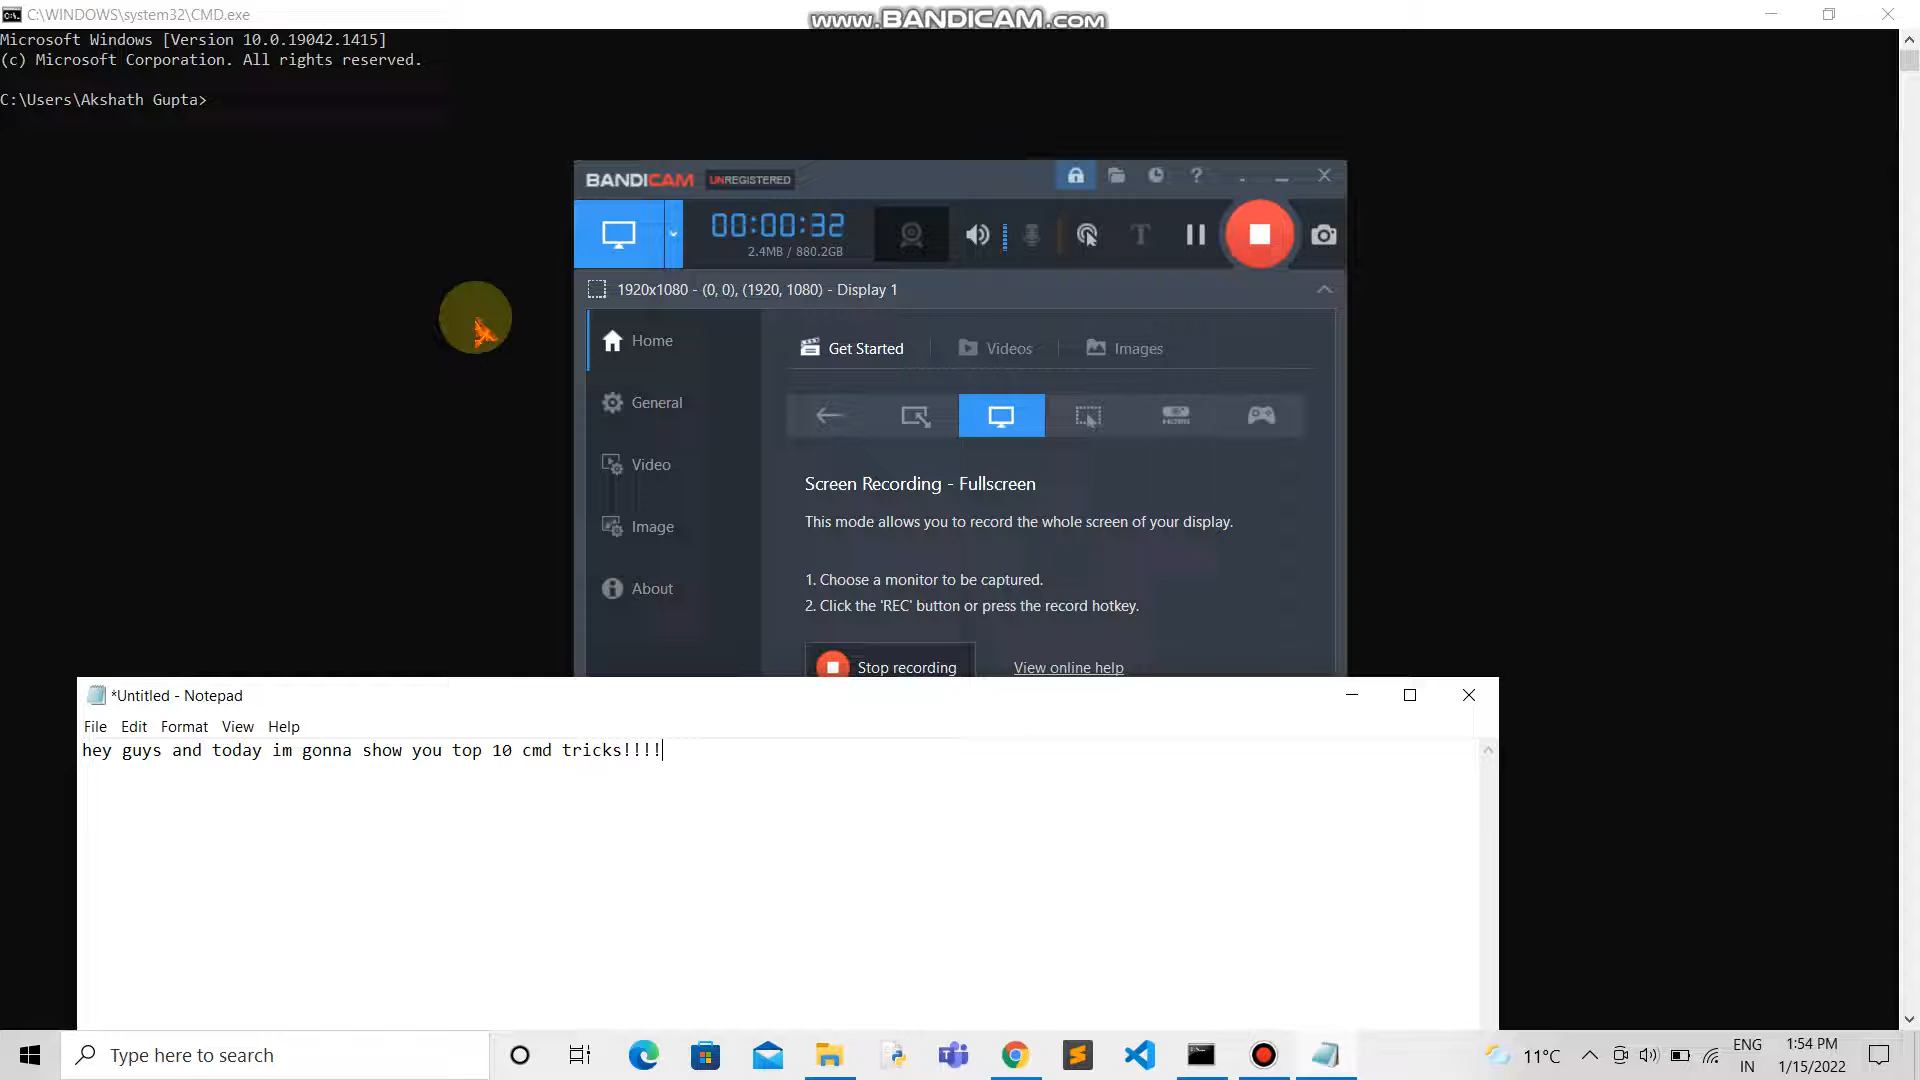 C:\WINDOWS\system32\CMD.exe
www.BANDICAM.com
Microsoft Windows [Version 10.0.19042.1415]
(c) Microsoft Corporation. All rights reserved.
C:\Users\Akshath Gupta>
BANDICAM UNREGISTERED
00:00:32
2.4MB / 880.2GB
1920x1080 - (0, 0), (1920, 1080) - Display 1
Home
Get Started
Videos
Images
General
Video
Image
About
Screen Recording - Fullscreen
This mode allows you to record the whole screen of your display.
1. Choose a monitor to be captured.
2. Click the 'REC' button or press the record hotkey.
Stop recording
View online help
*Untitled - Notepad
File Edit Format View Help
hey guys and today im gonna show you top 10 cmd tricks!!!!
Type here to search
11°C
ENG
IN
1:54 PM
1/15/2022